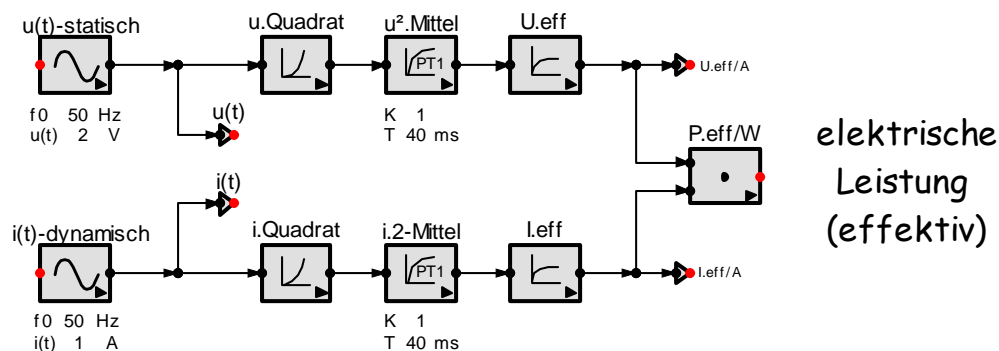 u(t)-statisch
u.Quadrat
u².Mittel
U.eff
PT1
U.eff/A
f0 50 Hz
u(t) 2 V
u(t)
K 1
T 40 ms
P.eff/W
elektrische
Leistung
(effektiv)
i(t)
i(t)-dynamisch
i.Quadrat
i.2-Mittel
I.eff
PT1
I.eff/A
f0 50 Hz
i(t) 1 A
K 1
T 40 ms